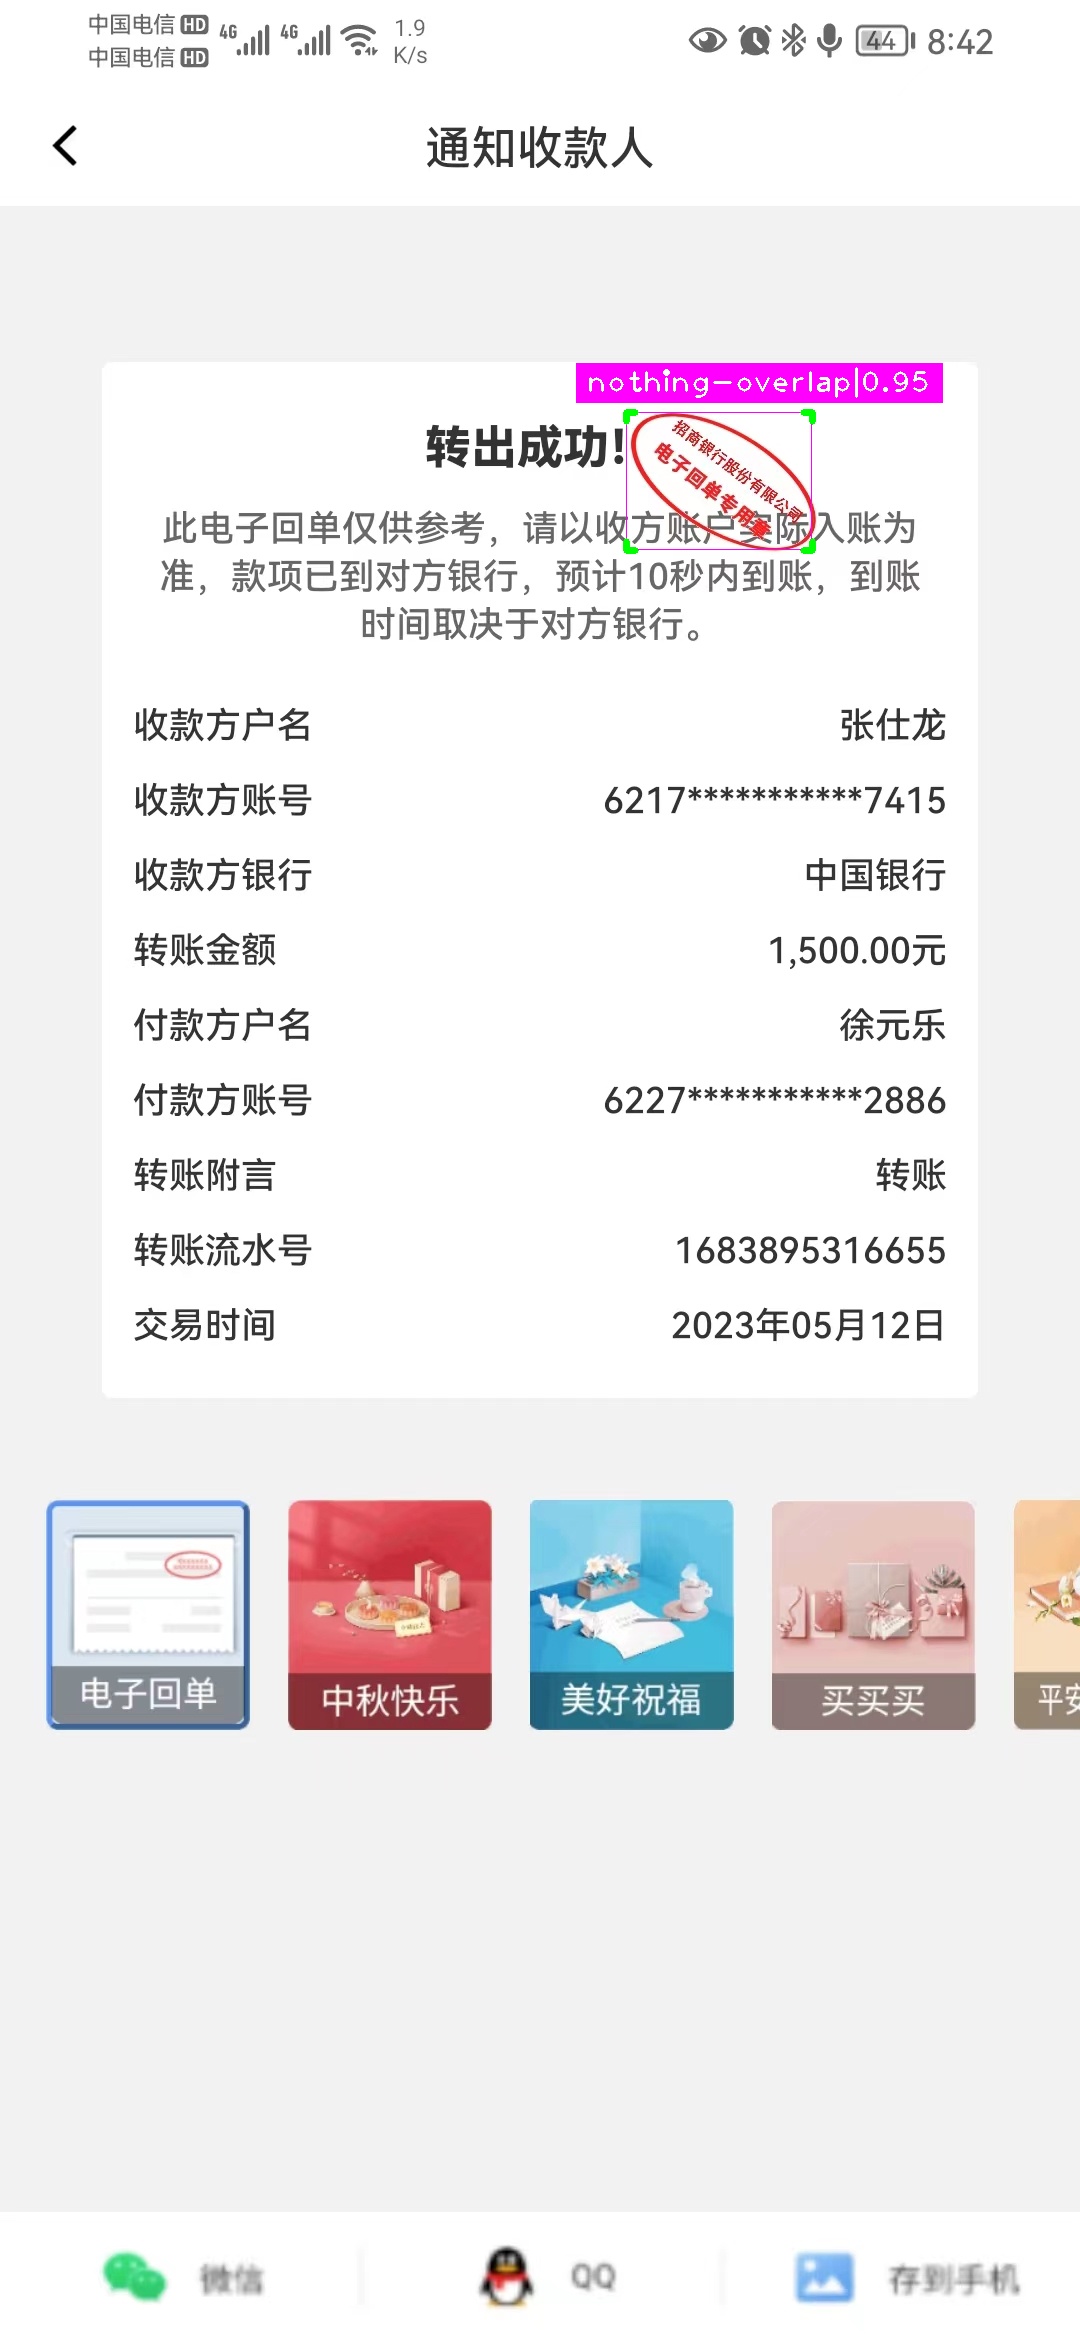 中国电信 HD 4G 4G 1.9 K/s 44 8:42
中国电信 HD
通知收款人
nothing-overlap|0.95
转出成功!
招商银行股份有限公司
电子回单专用章
此电子回单仅供参考，请以收方账户实际入账为
准，款项已到对方银行，预计10秒内到账，到账
时间取决于对方银行。
收款方户名 张仕龙
收款方账号 6217***********7415
收款方银行 中国银行
转账金额 1,500.00元
付款方户名 徐元乐
付款方账号 6227***********2886
转账附言 转账
转账流水号 1683895316655
交易时间 2023年05月12日
电子回单 中秋快乐 美好祝福 买买买 平安
微信 QQ 存到手机